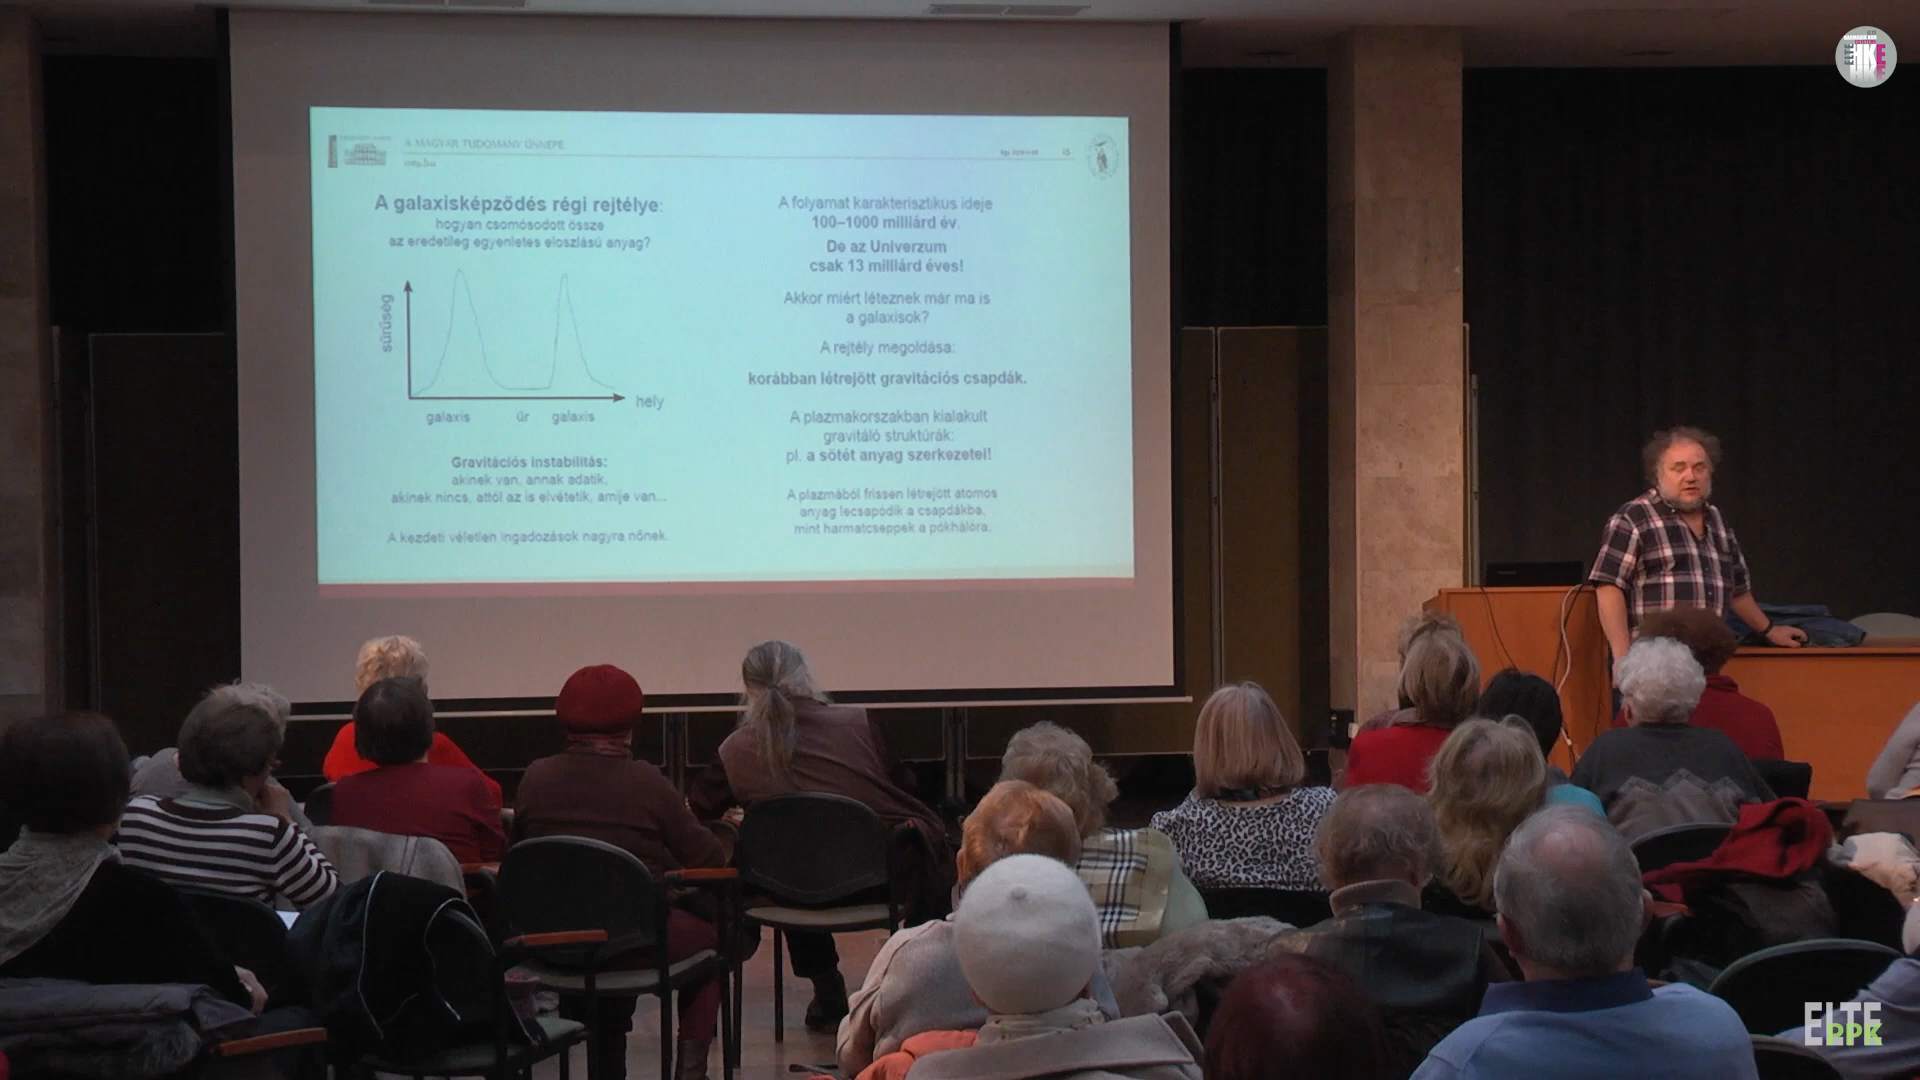 A MAGYAR TUDOMÁNY ÜNNEPE
mta.hu
A galaxisképződés régi rejtélye:
hogyan csomósodott össze
az eredetileg egyenletes eloszlású anyag?
sűrűség
hely
galaxis űr galaxis
Gravitációs instabilitás:
akinek van, annak adatik,
akinek nincs, attól az is elvétetik, amije van...
A kezdeti véletlen ingadozások nagyra nőnek.
A folyamat karakterisztikus ideje
100–1000 milliárd év.
De az Univerzum
csak 13 milliárd éves!
Akkor miért léteznek már ma is
a galaxisok?
A rejtély megoldása:
korábban létrejött gravitációs csapdák.
A plazmakorszakban kialakult
gravitáló struktúrák:
pl. a sötét anyag szerkezetei!
A plazmából frissen létrejött atomos
anyag lecsapódik a csapdákba,
mint harmatcseppek a pókhálóra.
ELTE
PPK